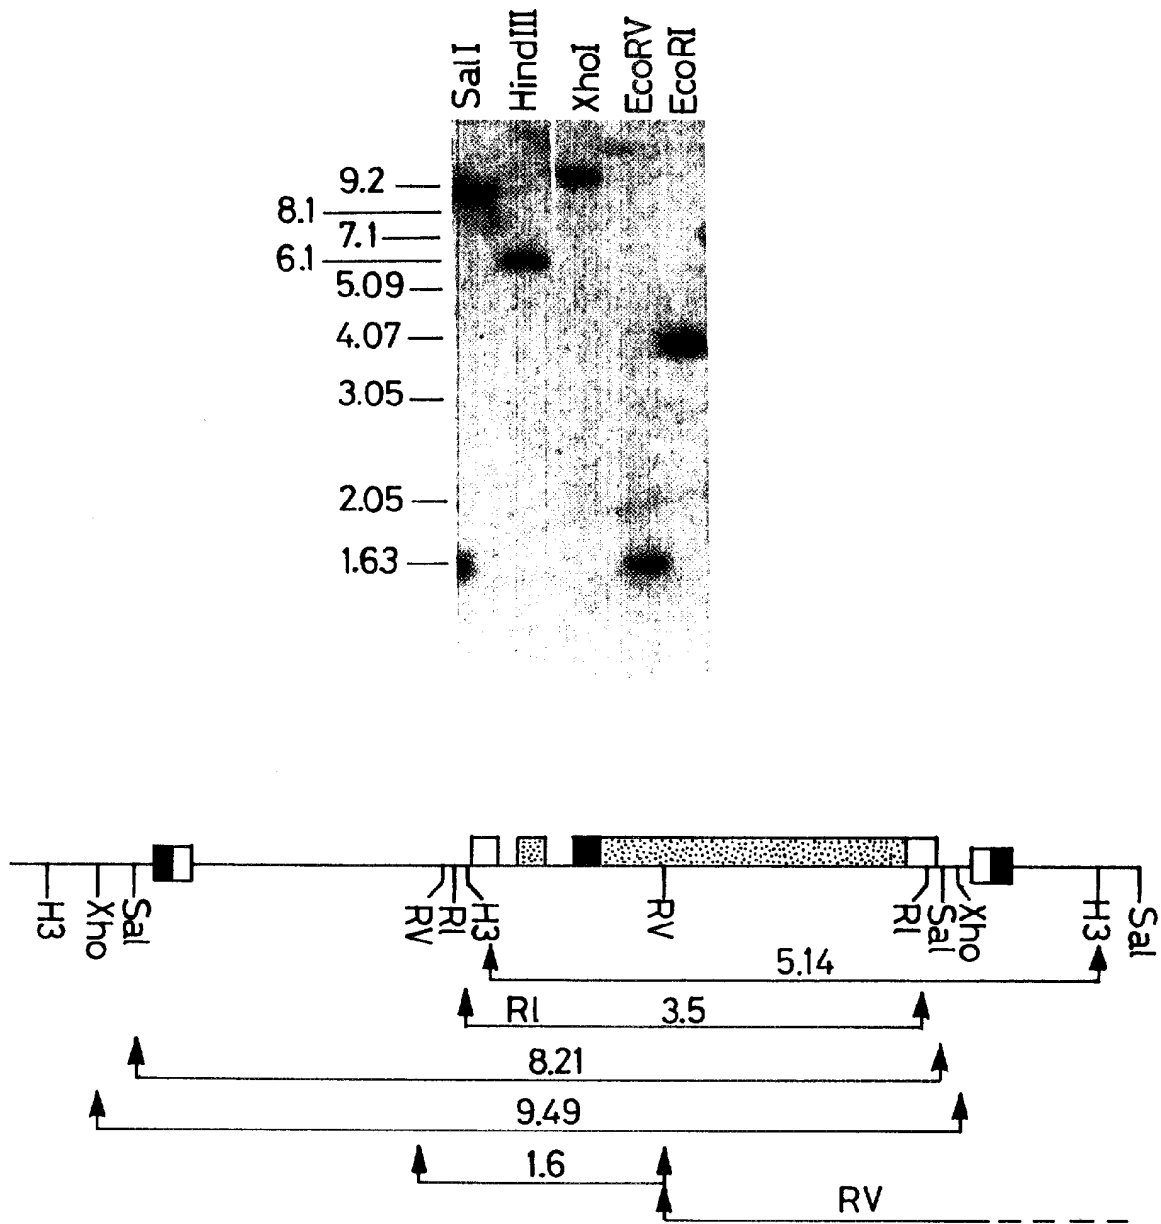 SalI
HindIII
XhoI
EcoRV
EcoRI
9.2
8.1
7.1
6.1
5.09
4.07
3.05
2.05
1.63
H3 Xho Sal RV RI H3 RV RI Sal Xho H3 Sal
5.14
RI 3.5
8.21
9.49
1.6
RV